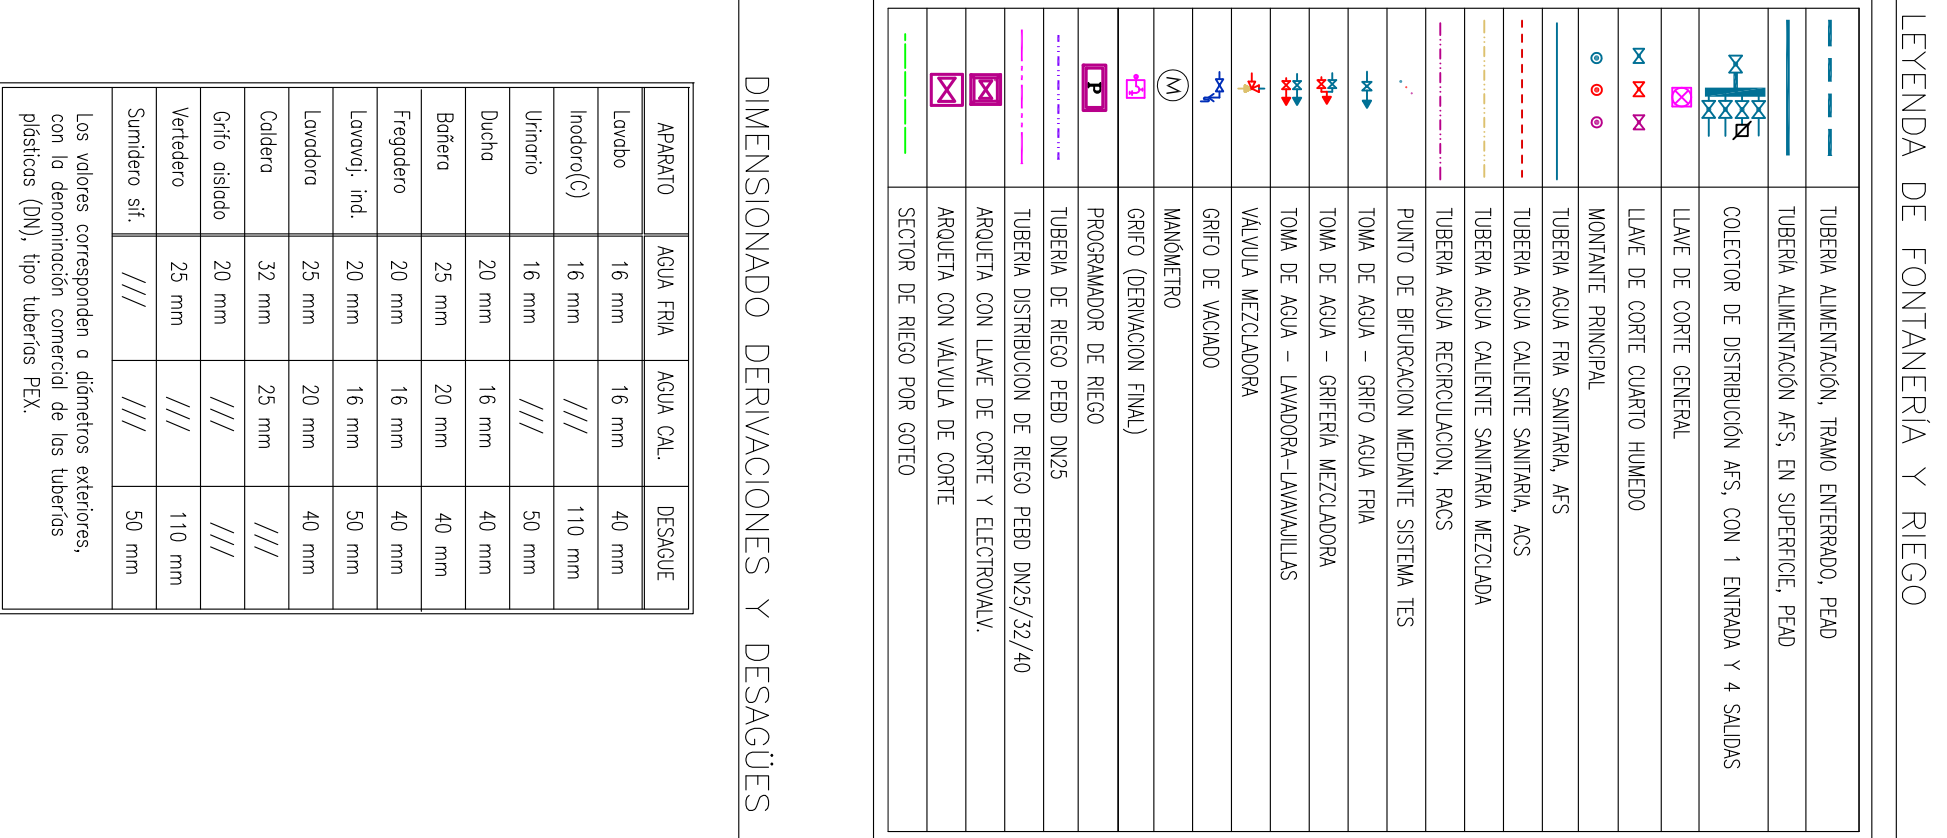 LEYENDA DE FONTANERÍA Y RIEGO
TUBERIA ALIMENTACIÓN, TRAMO ENTERRADO, PEAD
TUBERÍA ALIMENTACIÓN AFS, EN SUPERFICIE, PEAD
COLECTOR DE DISTRIBUCIÓN AFS, CON 1 ENTRADA Y 4 SALIDAS
LLAVE DE CORTE GENERAL
LLAVE DE CORTE CUARTO HUMEDO
MONTANTE PRINCIPAL
TUBERIA AGUA FRIA SANITARIA, AFS
TUBERIA AGUA CALIENTE SANITARIA, ACS
TUBERIA AGUA CALIENTE SANITARIA MEZCLADA
TUBERIA AGUA RECIRCULACION, RACS
PUNTO DE BIFURCACION MEDIANTE SISTEMA TES
TOMA DE AGUA - GRIFO AGUA FRIA
TOMA DE AGUA - GRIFERÍA MEZCLADORA
TOMA DE AGUA - LAVADORA-LAVAVAJILLAS
VÁLVULA MEZCLADORA
GRIFO DE VACIADO
M MANÓMETRO
GRIFO (DERIVACION FINAL)
P PROGRAMADOR DE RIEGO
TUBERIA DE RIEGO PEBD DN25
TUBERIA DISTRIBUCION DE RIEGO PEBD DN25/32/40
ARQUETA CON LLAVE DE CORTE Y ELECTROVALV.
ARQUETA CON VÁLVULA DE CORTE
SECTOR DE RIEGO POR GOTEO
DIMENSIONADO DERIVACIONES Y DESAGÜES
APARATO AGUA FRIA AGUA CAL. DESAGUE
Lavabo 16 mm 16 mm 40 mm
Inodoro(C) 16 mm /// 110 mm
Urinario 16 mm /// 50 mm
Ducha 20 mm 16 mm 40 mm
Bañera 25 mm 20 mm 40 mm
Fregadero 20 mm 16 mm 40 mm
Lavavaj. ind. 20 mm 16 mm 50 mm
Lavadora 25 mm 20 mm 40 mm
Caldera 32 mm 25 mm ///
Grifo aislado 20 mm /// ///
Vertedero 25 mm /// 110 mm
Sumidero sif. /// /// 50 mm
Los valores corresponden a diámetros exteriores,
con la denominación comercial de las tuberías
plásticas (DN), tipo tuberías PEX.